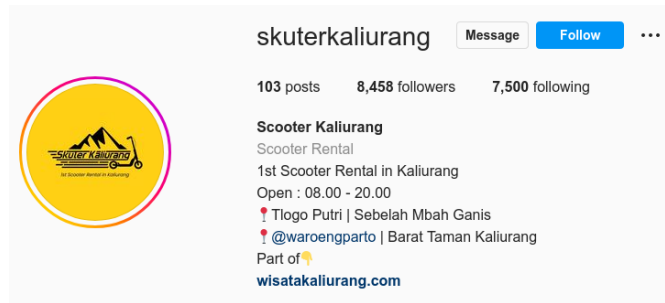 skuterkaliurang Message Follow ...
103 posts 8,458 followers 7,500 following
Skuter Kaliurang
1st Scooter Rental in Kaliurang
Scooter Kaliurang
Scooter Rental
1st Scooter Rental in Kaliurang
Open : 08.00 - 20.00
📍Tlogo Putri | Sebelah Mbah Ganis
📍@waroengparto | Barat Taman Kaliurang
Part of👇
wisatakaliurang.com